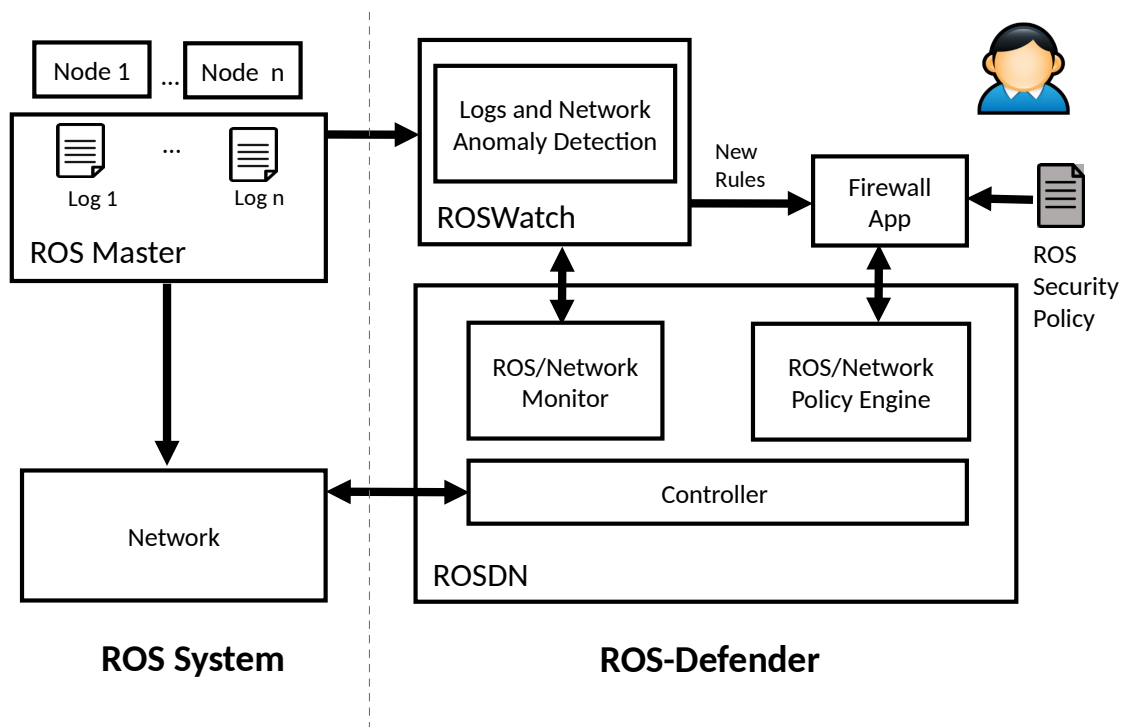 Node 1
...
Node n
Log 1
...
Log n
ROS Master
Network
ROS System
Logs and Network
Anomaly Detection
ROSWatch
New
Rules
Firewall
App
ROS
Security
Policy
ROS/Network
Monitor
ROS/Network
Policy Engine
Controller
ROSDN
ROS-Defender